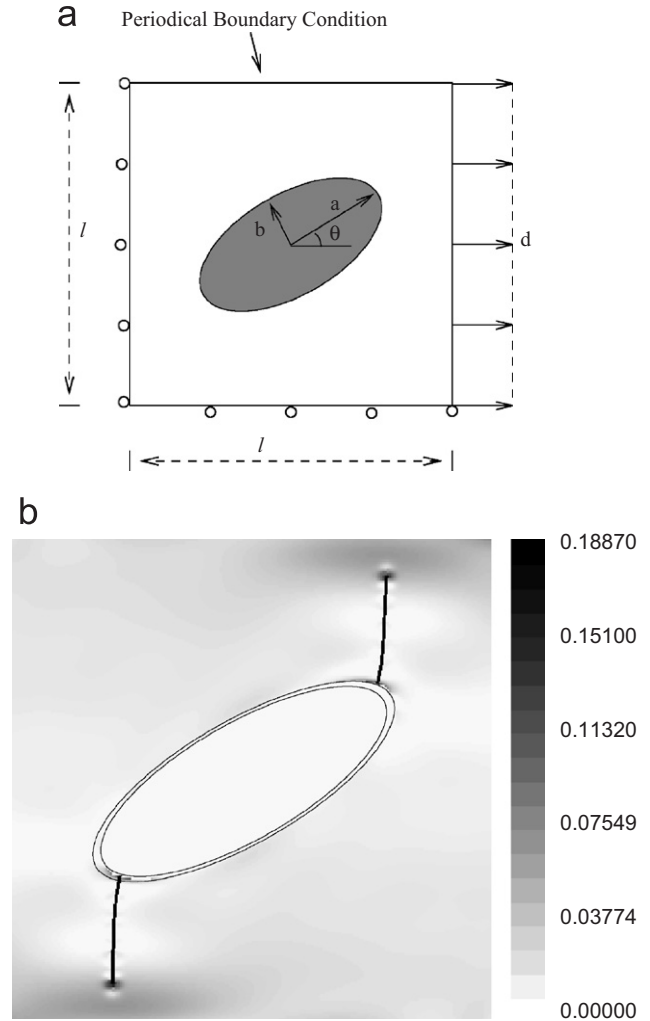 a
Periodical Boundary Condition
l
b
a
θ
d
l
b
0.18870
0.15100
0.11320
0.07549
0.03774
0.00000